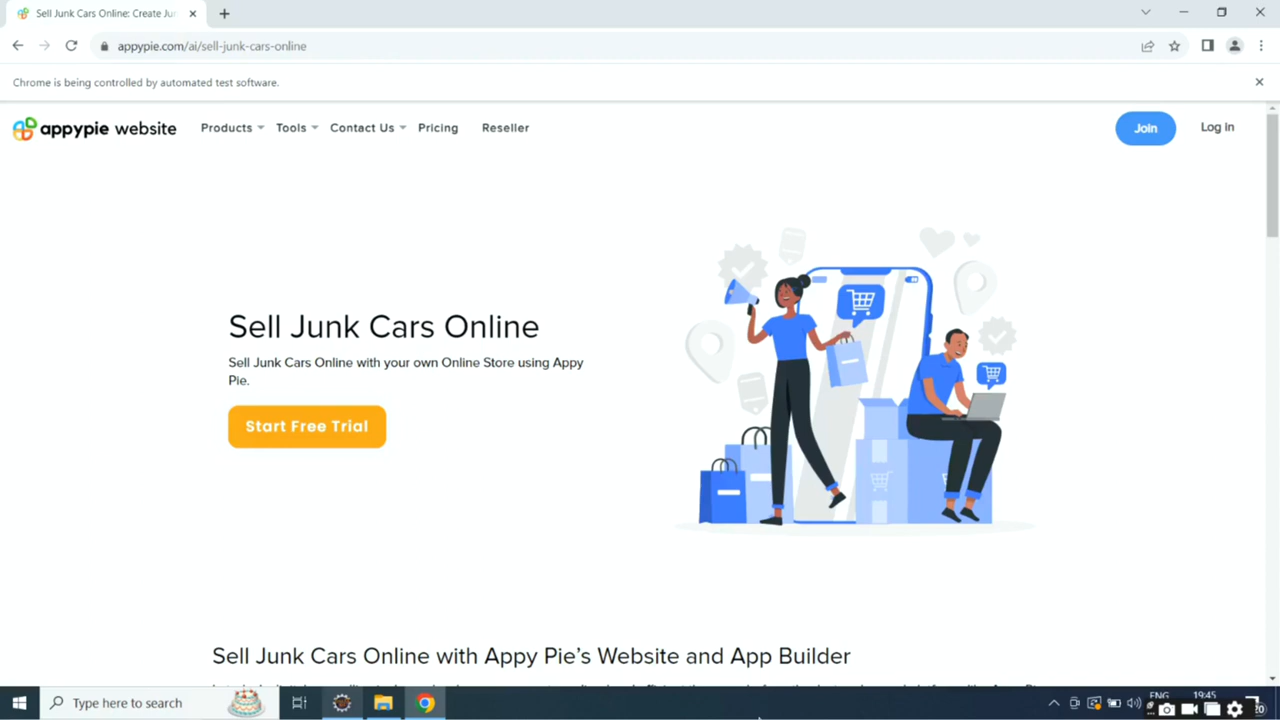 Sell Junk Cars Online: Create Jun
appypie.com/ai/sell-junk-cars-online
Chrome is being controlled by automated test software.
appypie website Products Tools Contact Us Pricing Reseller Join Log in
Sell Junk Cars Online
Sell Junk Cars Online with your own Online Store using Appy
Pie.
Start Free Trial
Sell Junk Cars Online with Appy Pie's Website and App Builder
Type here to search
ENG 19:45
20